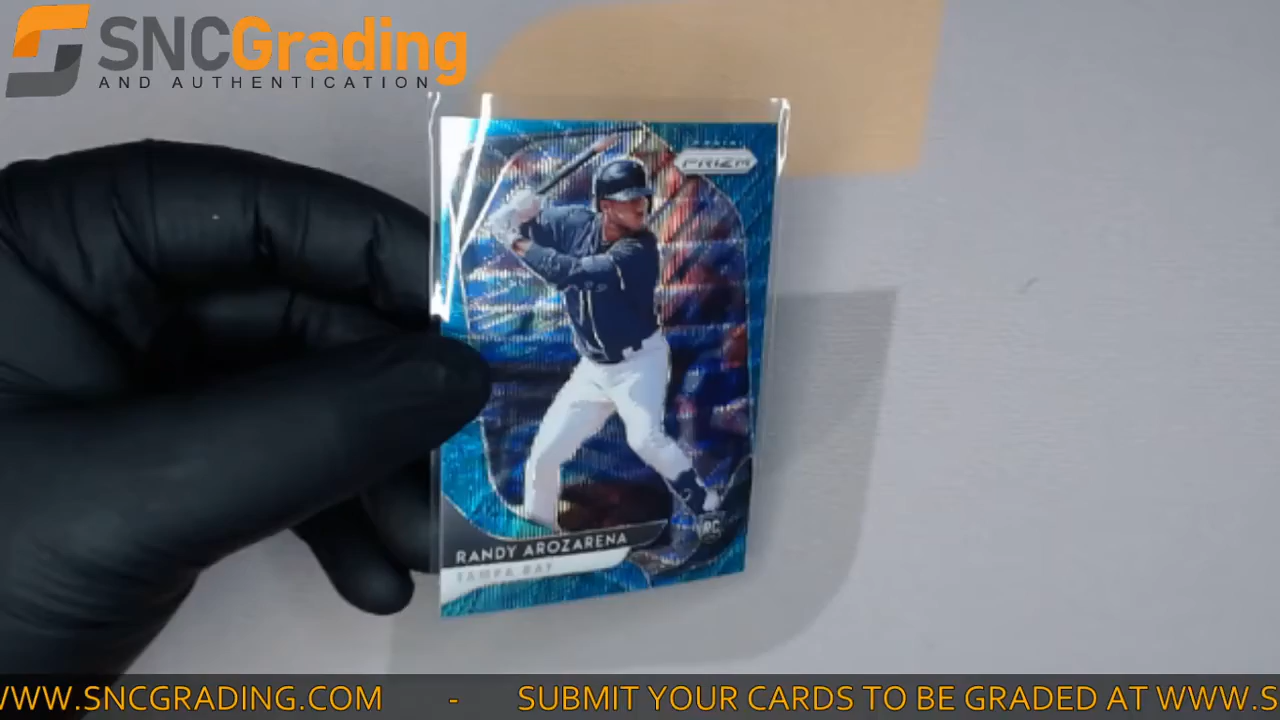 SNCGrading
AND AUTHENTICATION
PANINI
PRIZM
RC
RANDY AROZARENA
TAMPA BAY
WWW.SNCGRADING.COM - SUBMIT YOUR CARDS TO BE GRADED AT WWW.S